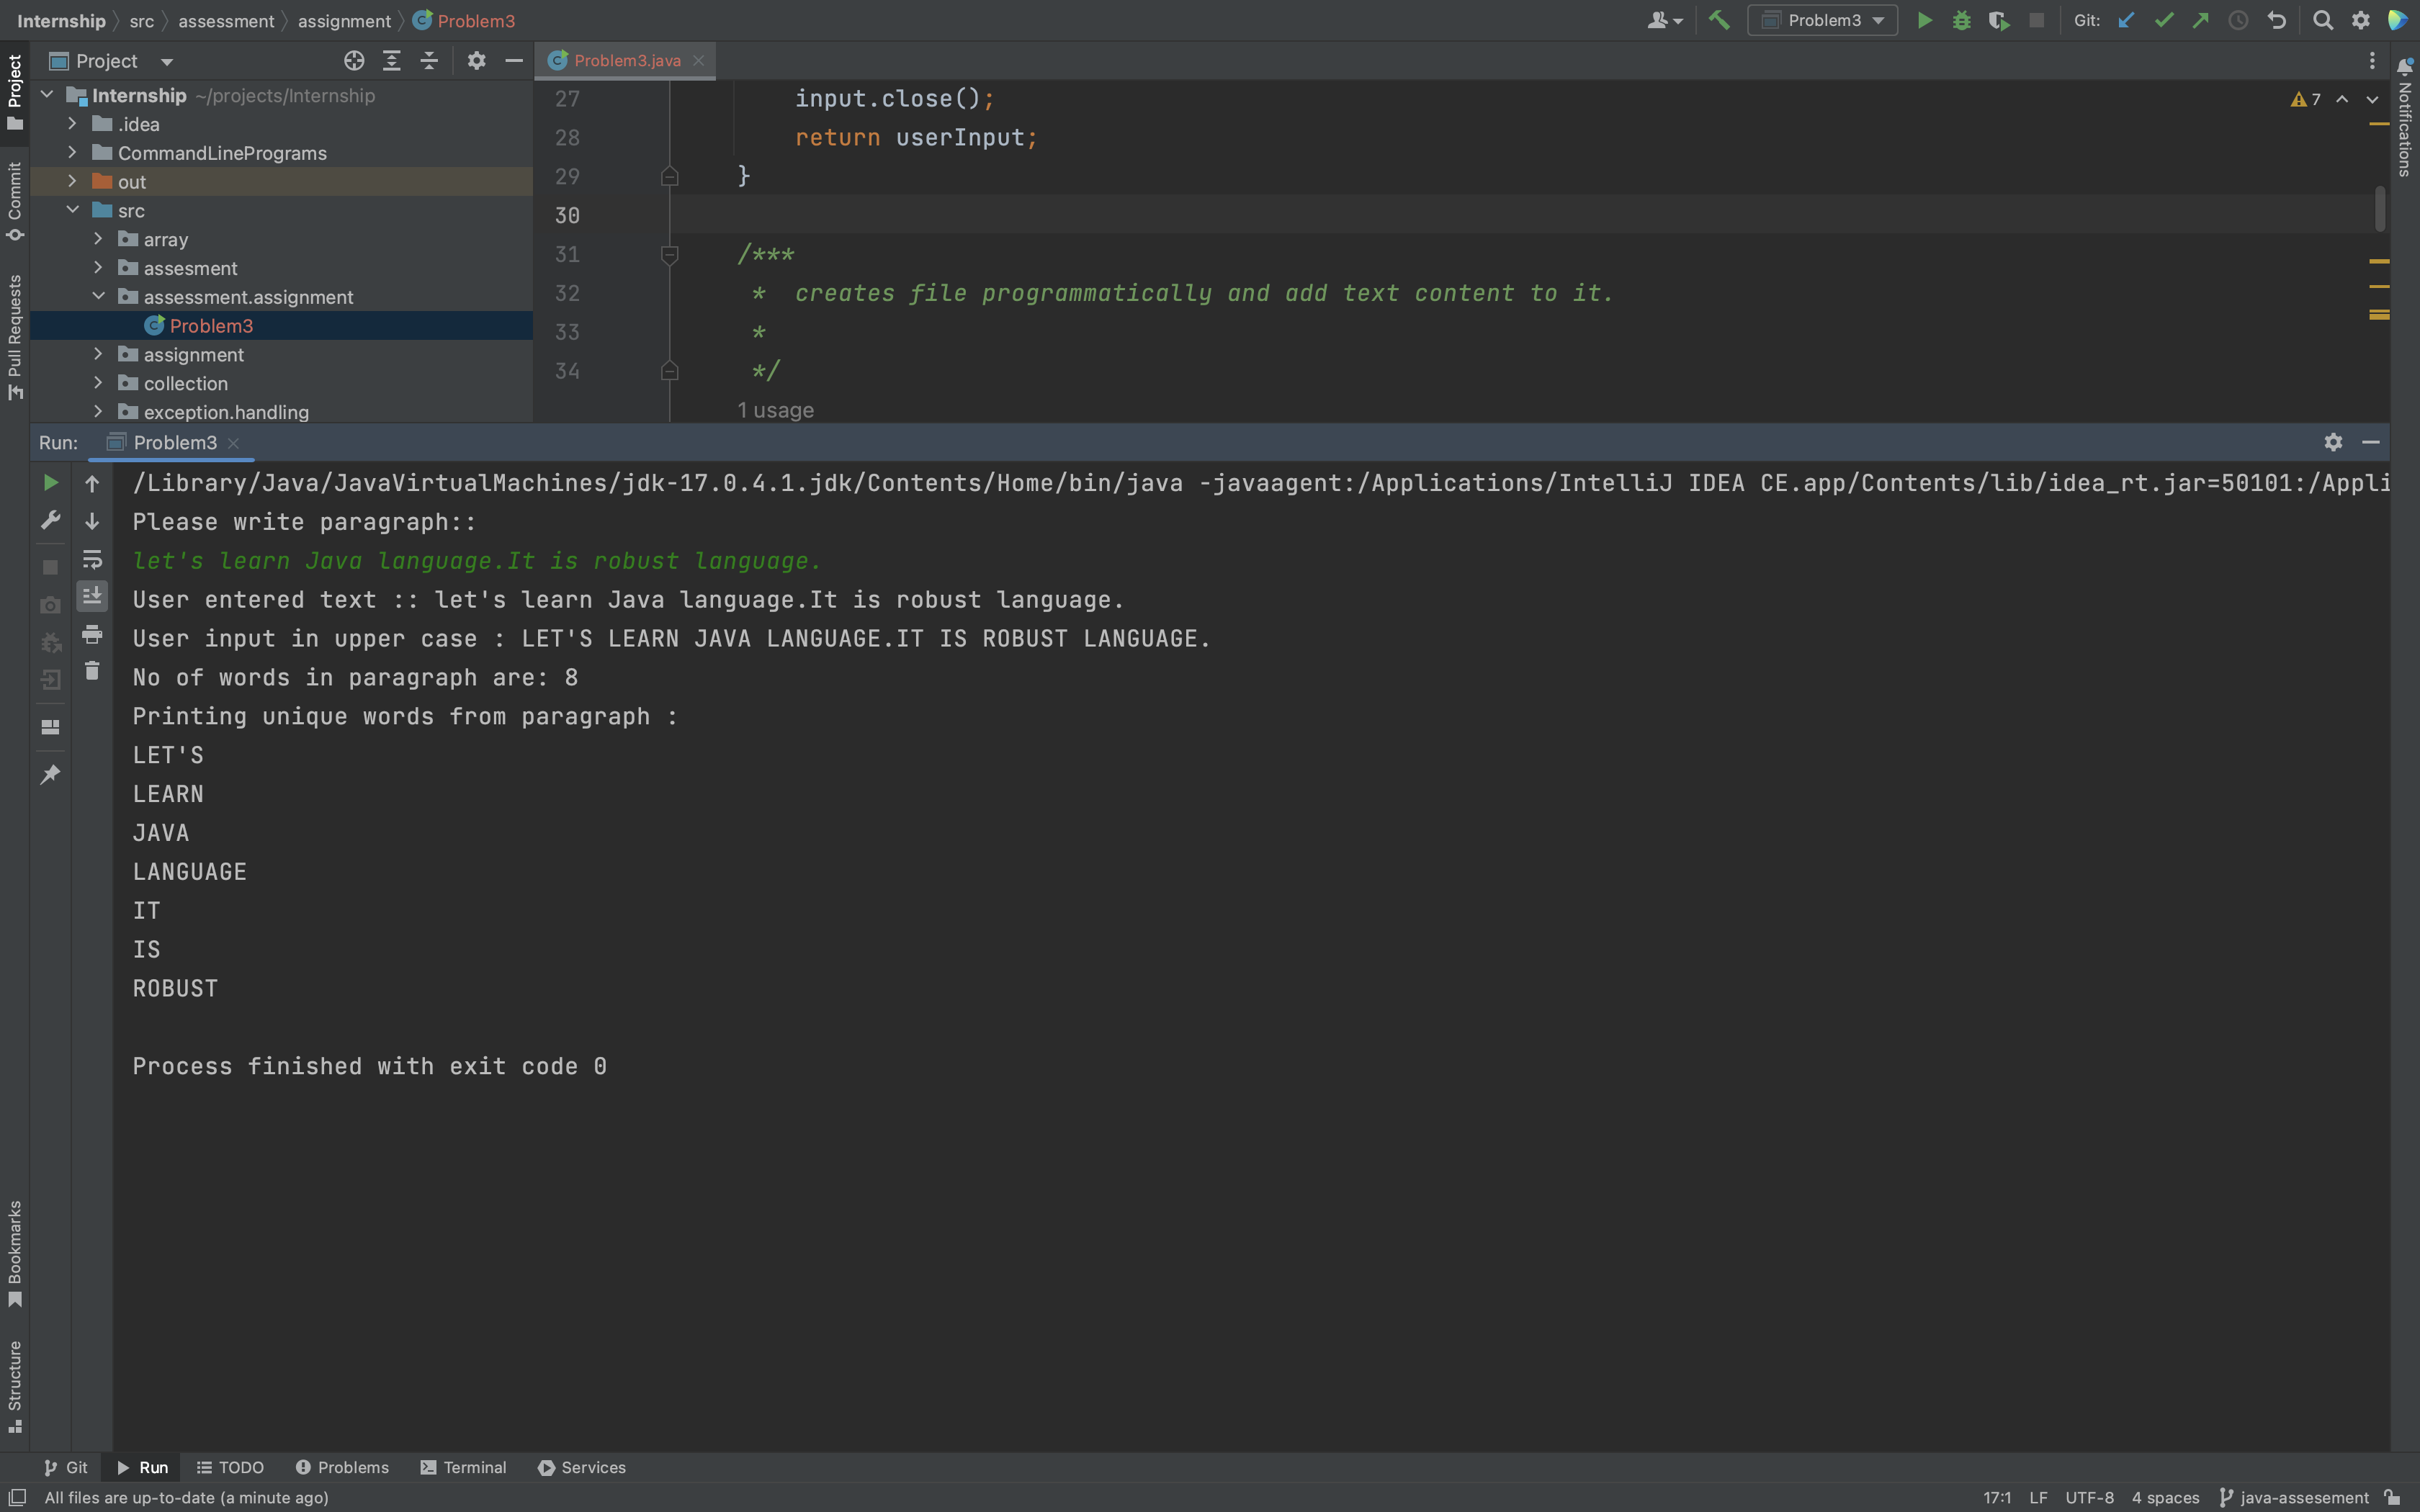 Internship src assessment assignment Problem3
Problem3 Git:
Project
Problem3.java
Internship ~/projects/Internship
.idea
CommandLinePrograms
out
src
array
assesment
assessment.assignment
Problem3
assignment
collection
exception.handling
Project
Commit
Pull Requests
Bookmarks
Structure
27 input.close();
28 return userInput;
29 }
30
31 /***
32 * creates file programmatically and add text content to it.
33 *
34 */
1 usage
7
Notifications
Run: Problem3
/Library/Java/JavaVirtualMachines/jdk-17.0.4.1.jdk/Contents/Home/bin/java -javaagent:/Applications/IntelliJ IDEA CE.app/Contents/lib/idea_rt.jar=50101:/Appli
Please write paragraph::
let's learn Java language.It is robust language.
User entered text :: let's learn Java language.It is robust language.
User input in upper case : LET'S LEARN JAVA LANGUAGE.IT IS ROBUST LANGUAGE.
No of words in paragraph are: 8
Printing unique words from paragraph :
LET'S
LEARN
JAVA
LANGUAGE
IT
IS
ROBUST
Process finished with exit code 0
Git Run TODO Problems Terminal Services
All files are up-to-date (a minute ago) 17:1 LF UTF-8 4 spaces java-assesement